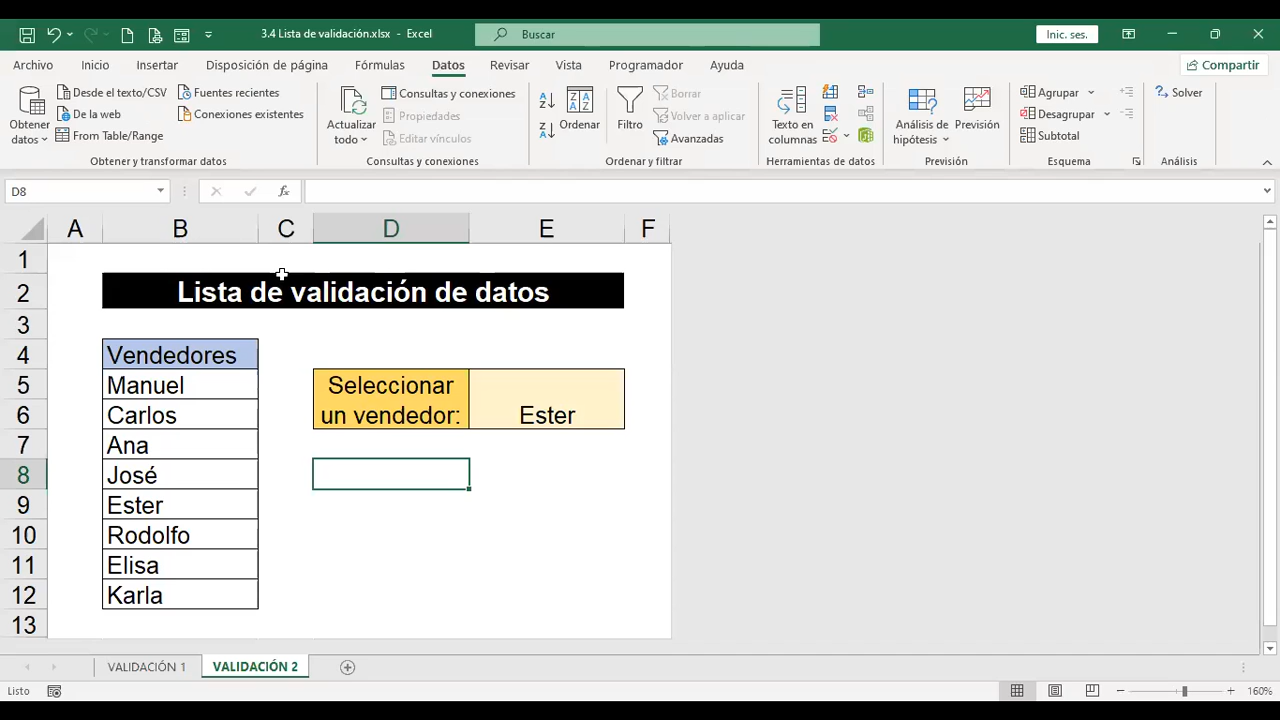 3.4 Lista de validación.xlsx - Excel
Buscar
Inic. ses.
Archivo Inicio Insertar Disposición de página Fórmulas Datos Revisar Vista Programador Ayuda
Compartir
Obtener datos
Desde el texto/CSV
De la web
From Table/Range
Fuentes recientes
Conexiones existentes
Obtener y transformar datos
Actualizar todo
Consultas y conexiones
Propiedades
Editar vínculos
Consultas y conexiones
Ordenar
Filtro
Borrar
Volver a aplicar
Avanzadas
Ordenar y filtrar
Texto en columnas
Herramientas de datos
Análisis de hipótesis
Previsión
Previsión
Agrupar
Desagrupar
Subtotal
Esquema
Solver
Análisis
D8
fx
A B C D E F
1
2 Lista de validación de datos
3
4 Vendedores
5 Manuel Seleccionar
6 Carlos un vendedor: Ester
7 Ana
8 José
9 Ester
10 Rodolfo
11 Elisa
12 Karla
13
VALIDACIÓN 1 VALIDACIÓN 2
Listo
160%